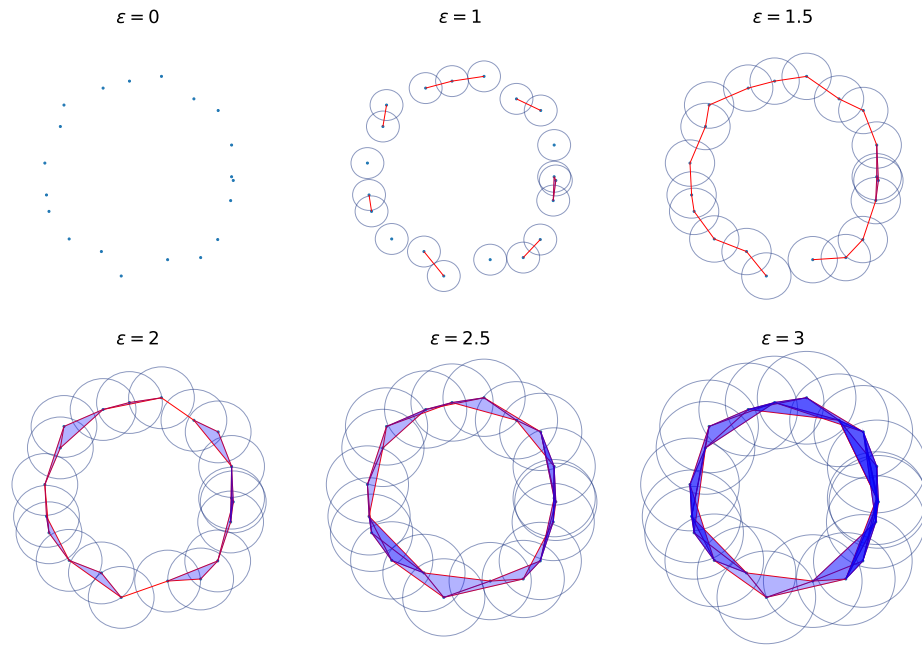 ε = 0
ε = 1
ε = 1.5
ε = 2
ε = 2.5
ε = 3